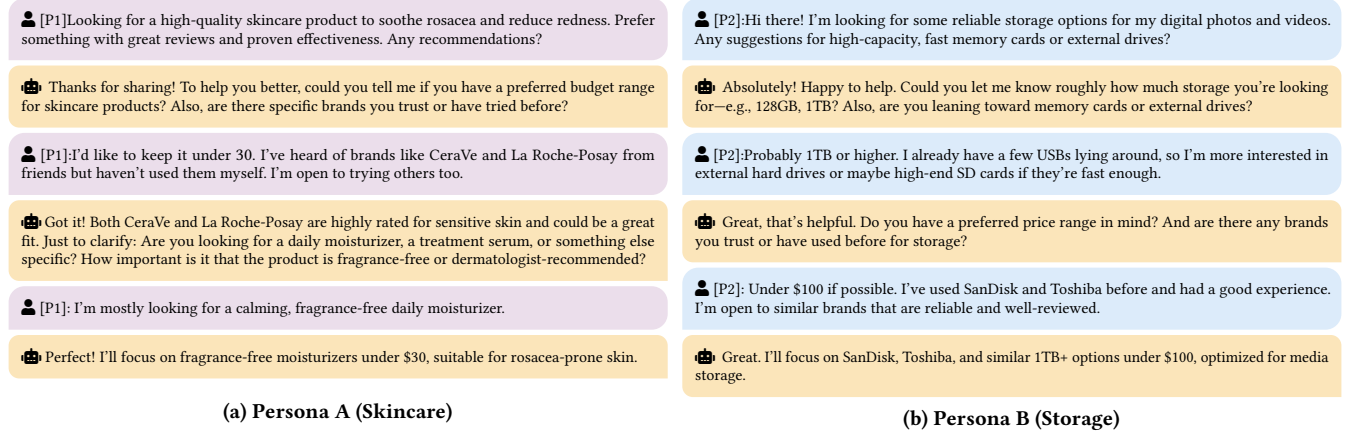 [P1]Looking for a high-quality skincare product to soothe rosacea and reduce redness. Prefer
something with great reviews and proven effectiveness. Any recommendations?
Thanks for sharing! To help you better, could you tell me if you have a preferred budget range
for skincare products? Also, are there specific brands you trust or have tried before?
[P1]:I'd like to keep it under 30. I've heard of brands like CeraVe and La Roche-Posay from
friends but haven't used them myself. I'm open to trying others too.
Got it! Both CeraVe and La Roche-Posay are highly rated for sensitive skin and could be a great
fit. Just to clarify: Are you looking for a daily moisturizer, a treatment serum, or something else
specific? How important is it that the product is fragrance-free or dermatologist-recommended?
[P1]: I'm mostly looking for a calming, fragrance-free daily moisturizer.
Perfect! I'll focus on fragrance-free moisturizers under $30, suitable for rosacea-prone skin.
(a) Persona A (Skincare)
[P2]:Hi there! I'm looking for some reliable storage options for my digital photos and videos.
Any suggestions for high-capacity, fast memory cards or external drives?
Absolutely! Happy to help. Could you let me know roughly how much storage you're looking
for—e.g., 128GB, 1TB? Also, are you leaning toward memory cards or external drives?
[P2]:Probably 1TB or higher. I already have a few USBs lying around, so I'm more interested in
external hard drives or maybe high-end SD cards if they're fast enough.
Great, that's helpful. Do you have a preferred price range in mind? And are there any brands
you trust or have used before for storage?
[P2]: Under $100 if possible. I've used SanDisk and Toshiba before and had a good experience.
I'm open to similar brands that are reliable and well-reviewed.
Great. I'll focus on SanDisk, Toshiba, and similar 1TB+ options under $100, optimized for media
storage.
(b) Persona B (Storage)